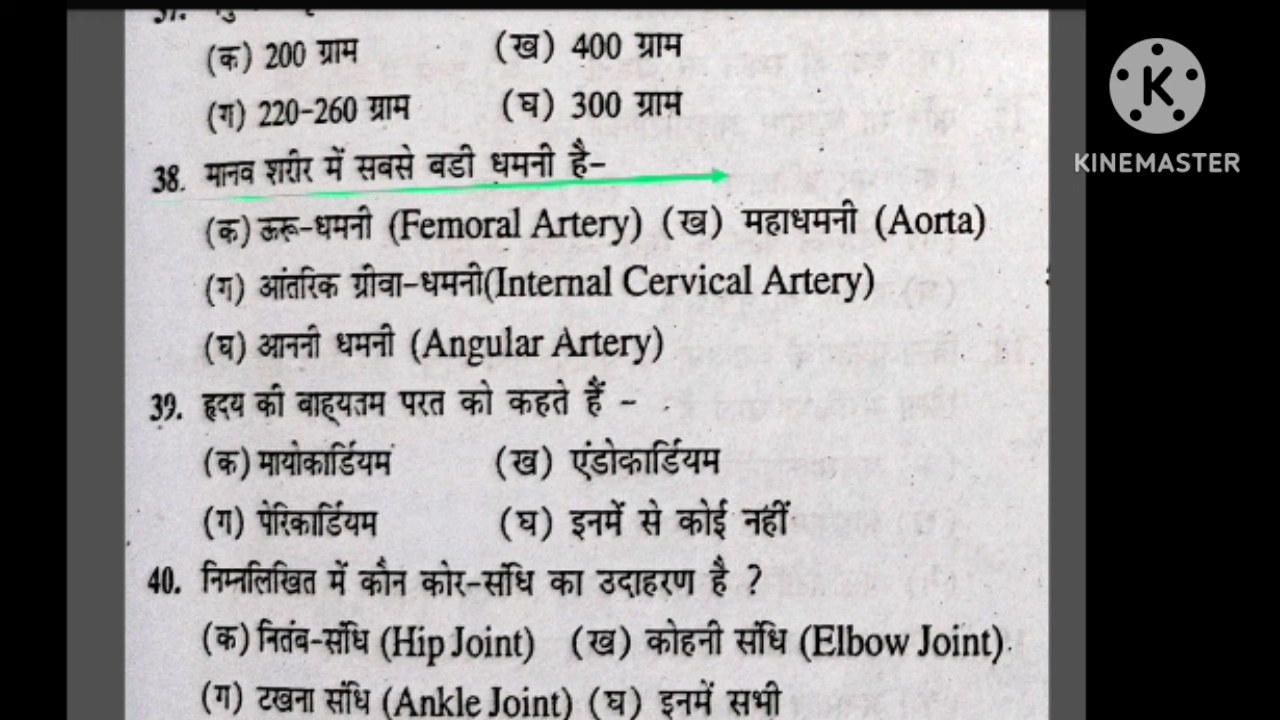 37.
(क) 200 ग्राम (ख) 400 ग्राम
(ग) 220-260 ग्राम (घ) 300 ग्राम
38. मानव शरीर में सबसे बडी धमनी है-
(क) ऊरू-धमनी (Femoral Artery) (ख) महाधमनी (Aorta)
(ग) आंतरिक ग्रीवा-धमनी(Internal Cervical Artery)
(घ) आननी धमनी (Angular Artery)
39. हृदय की बाह्यतम परत को कहते हैं -
(क) मायोकार्डियम (ख) एंडोकार्डियम
(ग) पेरिकार्डियम (घ) इनमें से कोई नहीं
40. निम्नलिखित में कौन कोर-संधि का उदाहरण है ?
(क) नितंब-संधि (Hip Joint) (ख) कोहनी संधि (Elbow Joint)
(ग) टखना संधि (Ankle Joint) (घ) इनमें सभी
K
KINEMASTER